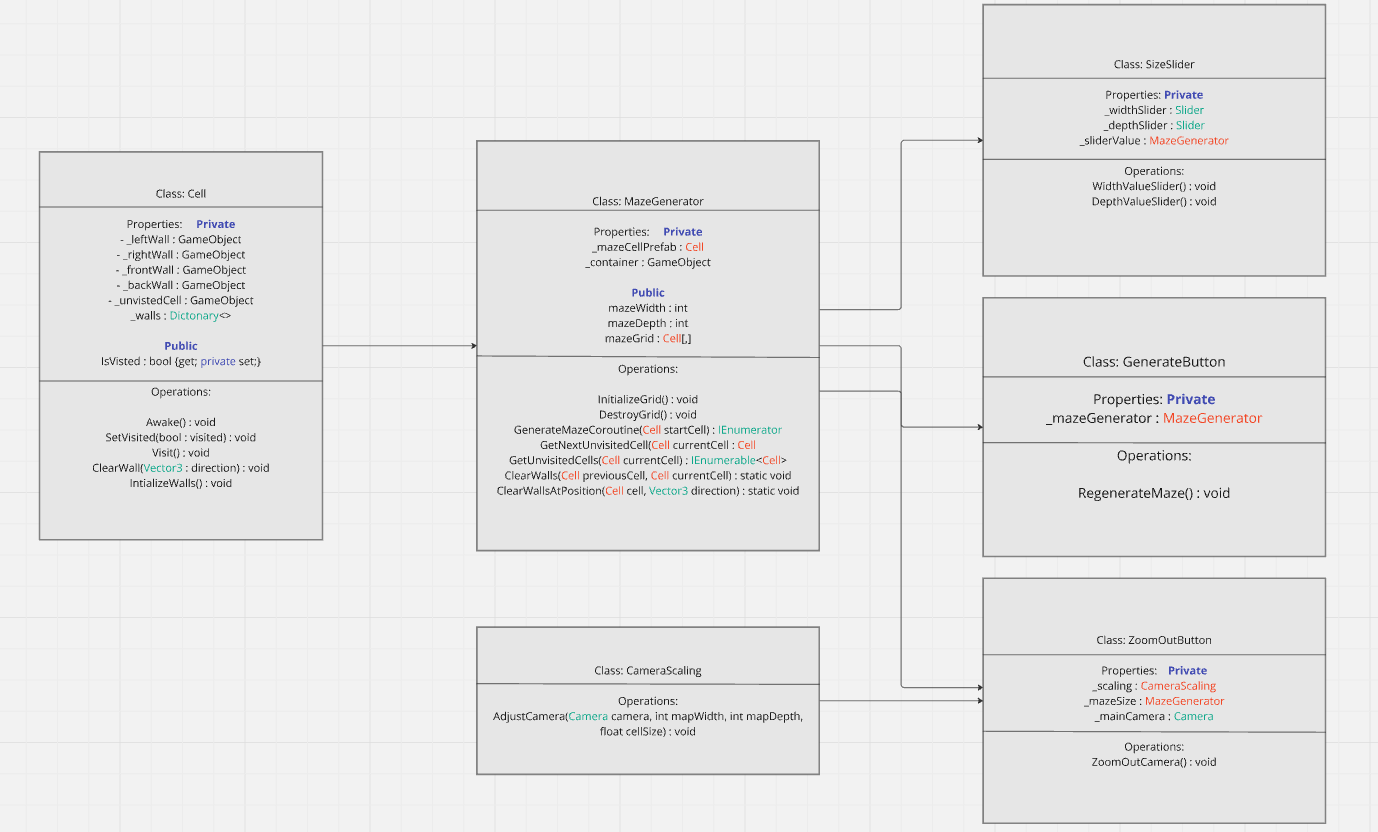 Class: Cell
Properties: Private
- _leftWall : GameObject
- _rightWall : GameObject
- _frontWall : GameObject
- _backWall : GameObject
- _unvistedCell : GameObject
_walls : Dictonary<>
Public
IsVisted : bool {get; private set;}
Operations:
Awake() : void
SetVisited(bool : visited) : void
Visit() : void
ClearWall(Vector3 : direction) : void
IntializeWalls() : void
Class: MazeGenerator
Properties: Private
_mazeCellPrefab : Cell
_container : GameObject
Public
mazeWidth : int
mazeDepth : int
mazeGrid : Cell[,]
Operations:
InitializeGrid() : void
DestroyGrid() : void
GenerateMazeCoroutine(Cell startCell) : IEnumerator
GetNextUnvisitedCell(Cell currentCell : Cell
GetUnvisitedCells(Cell currentCell) : IEnumerable<Cell>
ClearWalls(Cell previousCell, Cell currentCell) : static void
ClearWallsAtPosition(Cell cell, Vector3 direction) : static void
Class: CameraScaling
Operations:
AdjustCamera(Camera camera, int mapWidth, int mapDepth,
float cellSize) : void
Class: SizeSlider
Properties: Private
_widthSlider : Slider
_depthSlider : Slider
_sliderValue : MazeGenerator
Operations:
WidthValueSlider() : void
DepthValueSlider() : void
Class: GenerateButton
Properties: Private
_mazeGenerator : MazeGenerator
Operations:
RegenerateMaze() : void
Class: ZoomOutButton
Properties: Private
_scaling : CameraScaling
_mazeSize : MazeGenerator
_mainCamera : Camera
Operations:
ZoomOutCamera() : void